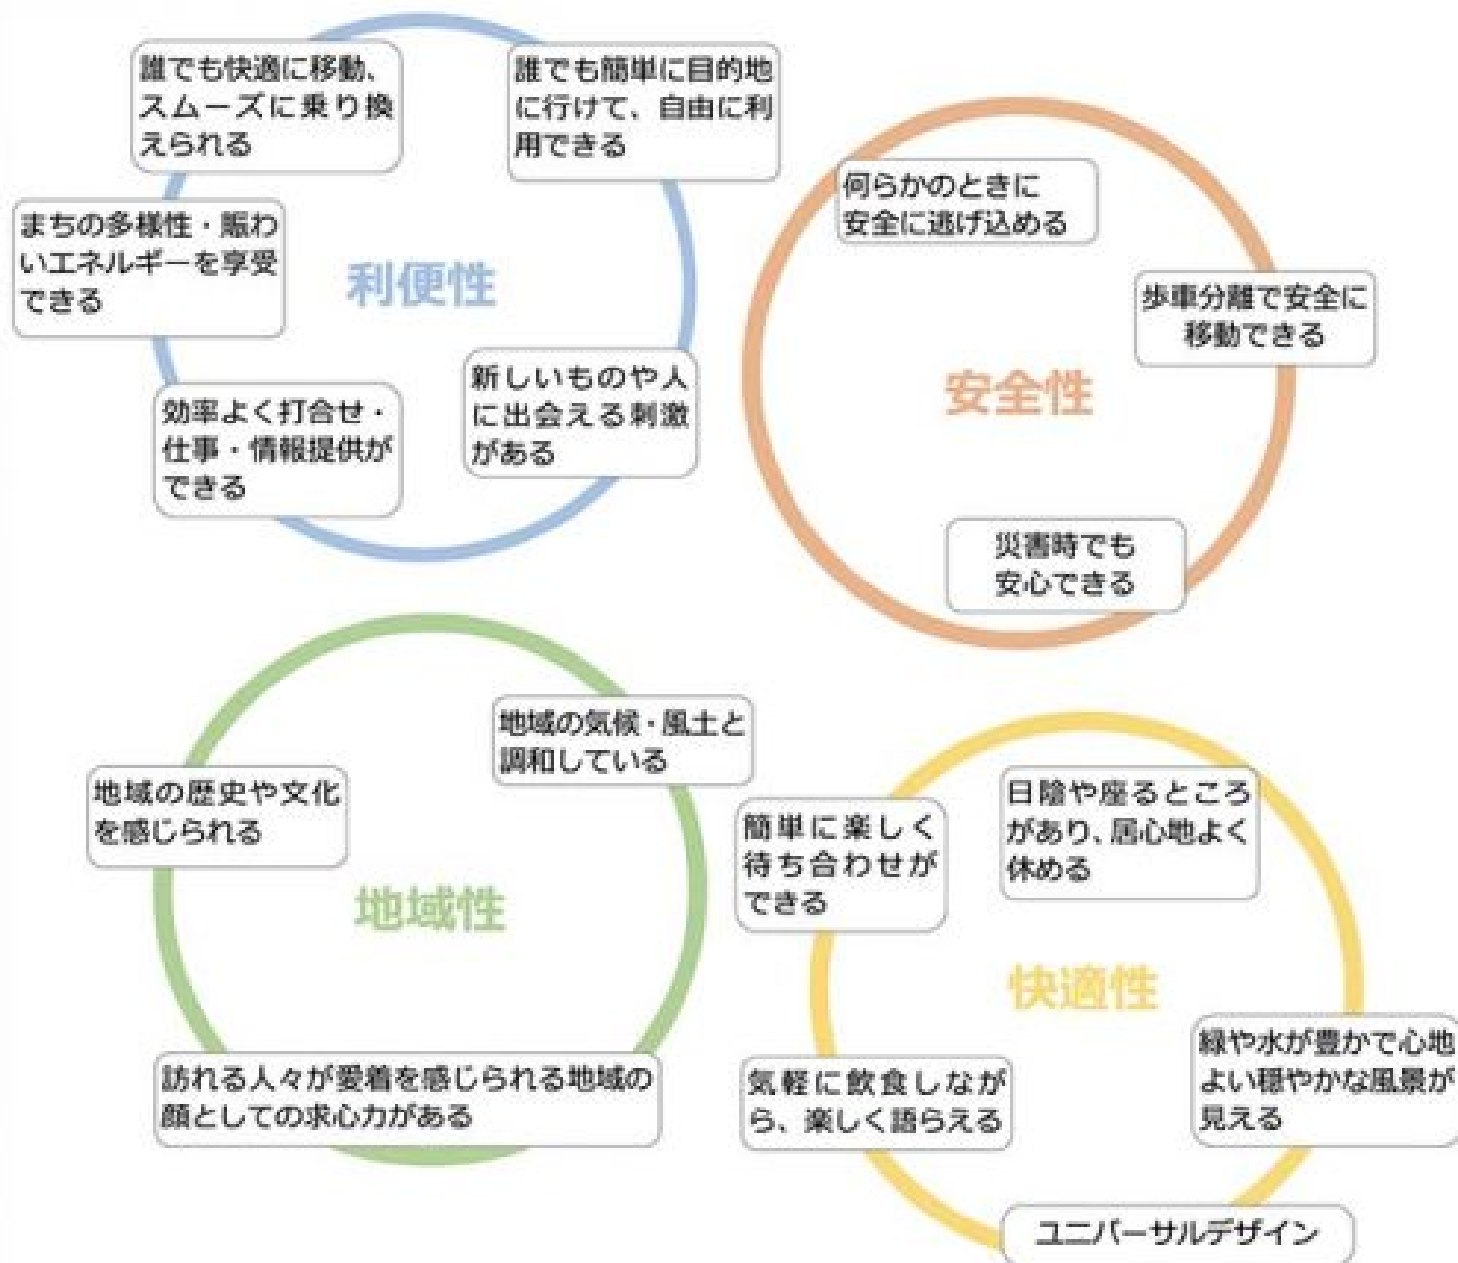 誰でも快適に移動、
スムーズに乗り換
えられる
誰でも簡単に目的地
に行けて、自由に利
用できる
まちの多様性・賑わ
いエネルギーを享受
できる
利便性
効率よく打合せ・
仕事・情報提供が
できる
新しいものや人
に出会える刺激
がある
何らかのときに
安全に逃げ込める
歩車分離で安全に
移動できる
安全性
災害時でも
安心できる
地域の気候・風土と
調和している
地域の歴史や文化
を感じられる
地域性
訪れる人々が愛着を感じられる地域の
顔としての求心力がある
簡単に楽しく
待ち合わせが
できる
日陰や座るところ
があり、居心地よく
休める
快適性
気軽に飲食しなが
ら、楽しく語らえる
緑や水が豊かで心地
よい穏やかな風景が
見える
ユニバーサルデザイン